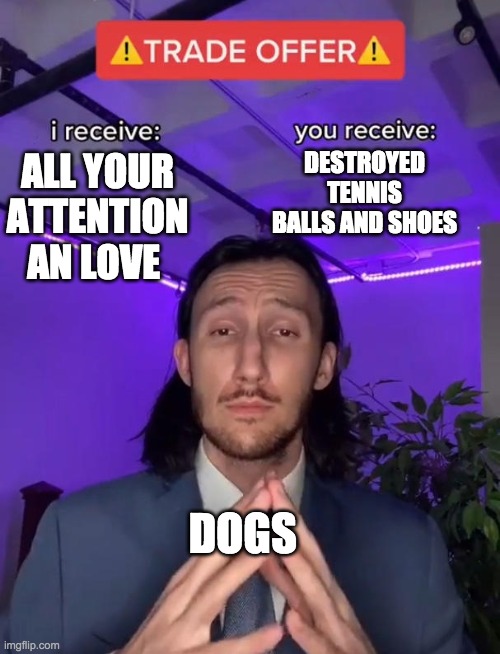 ⚠️TRADE OFFER⚠️
i receive:
ALL YOUR
ATTENTION
AN LOVE
you receive:
DESTROYED
TENNIS
BALLS AND SHOES
DOGS
imgflip.com